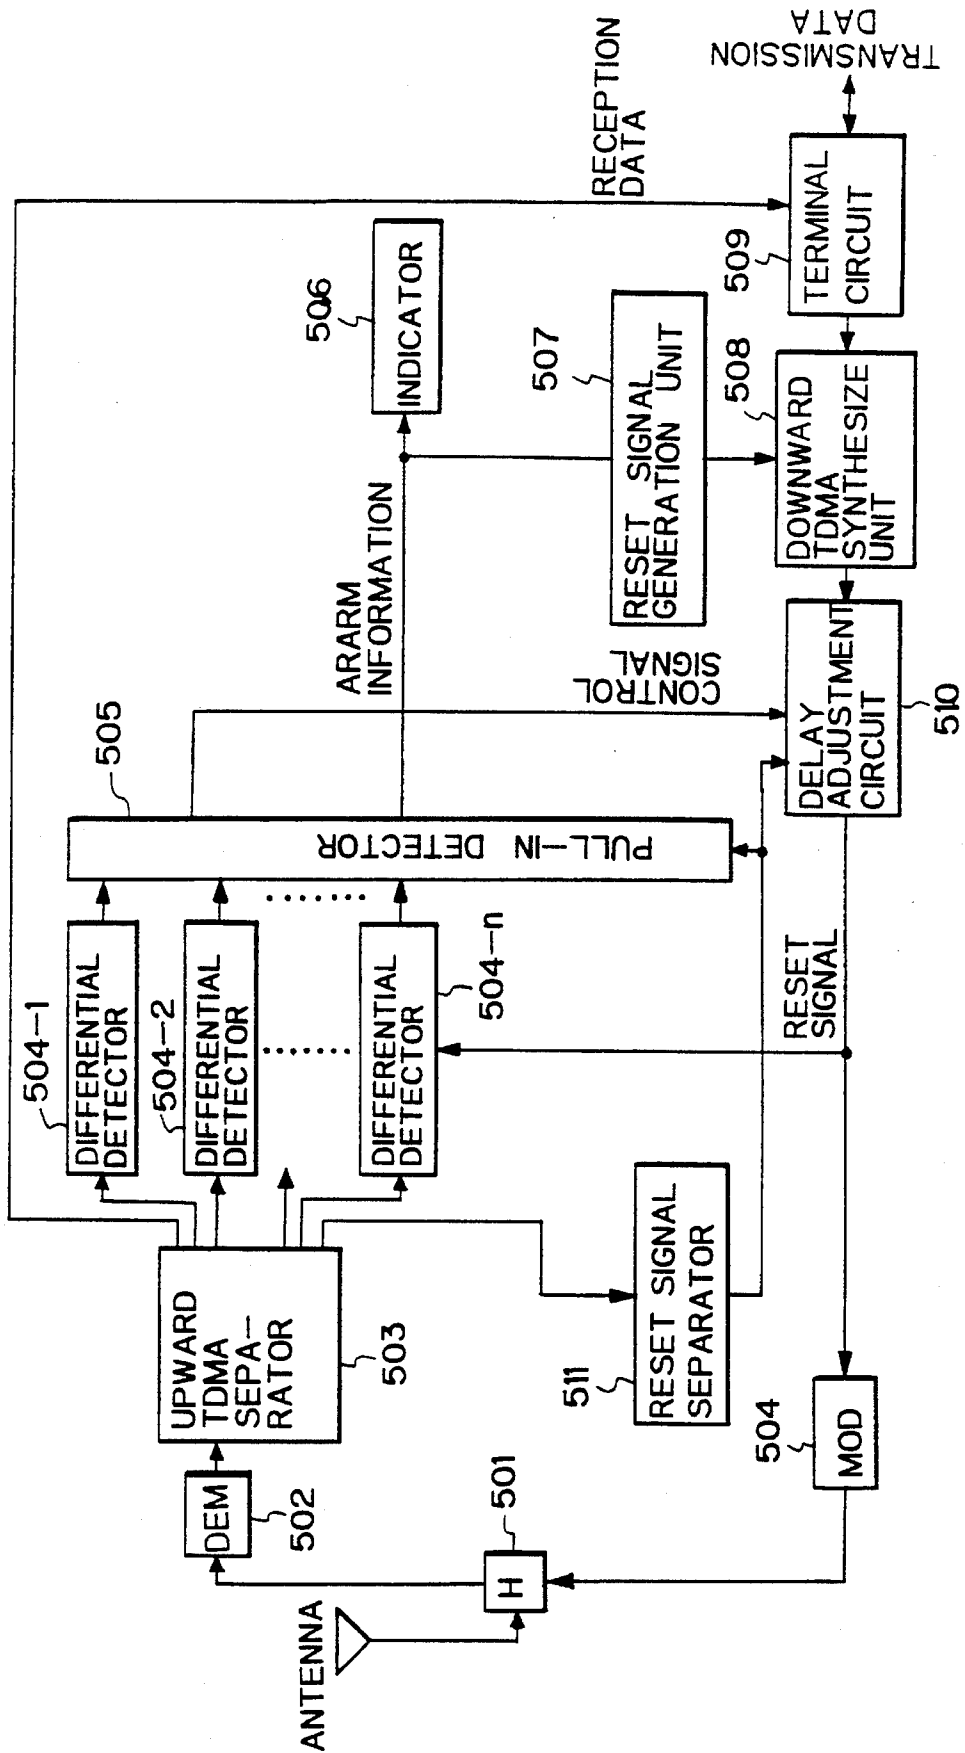 ANTENNA
H
501
DEM
502
UPWARD
TDMA
SEPA—
RATOR
503
504—1
DIFFERENTIAL
DETECTOR
504—2
DIFFERENTIAL
DETECTOR
DIFFERENTIAL
DETECTOR
504—n
505
PULL—IN DETECTOR
ARARM
INFORMATION
506
INDICATOR
RECEPTION
DATA
507
RESET SIGNAL
GENERATION UNIT
CONTROL
SIGNAL
511
RESET SIGNAL
SEPARATOR
504
MOD
RESET
SIGNAL
DELAY
ADJUSTMENT
CIRCUIT
510
508
DOWNWARD
TDMA
SYNTHESIZE
UNIT
509
TERMINAL
CIRCUIT
TRANSMISSION
DATA